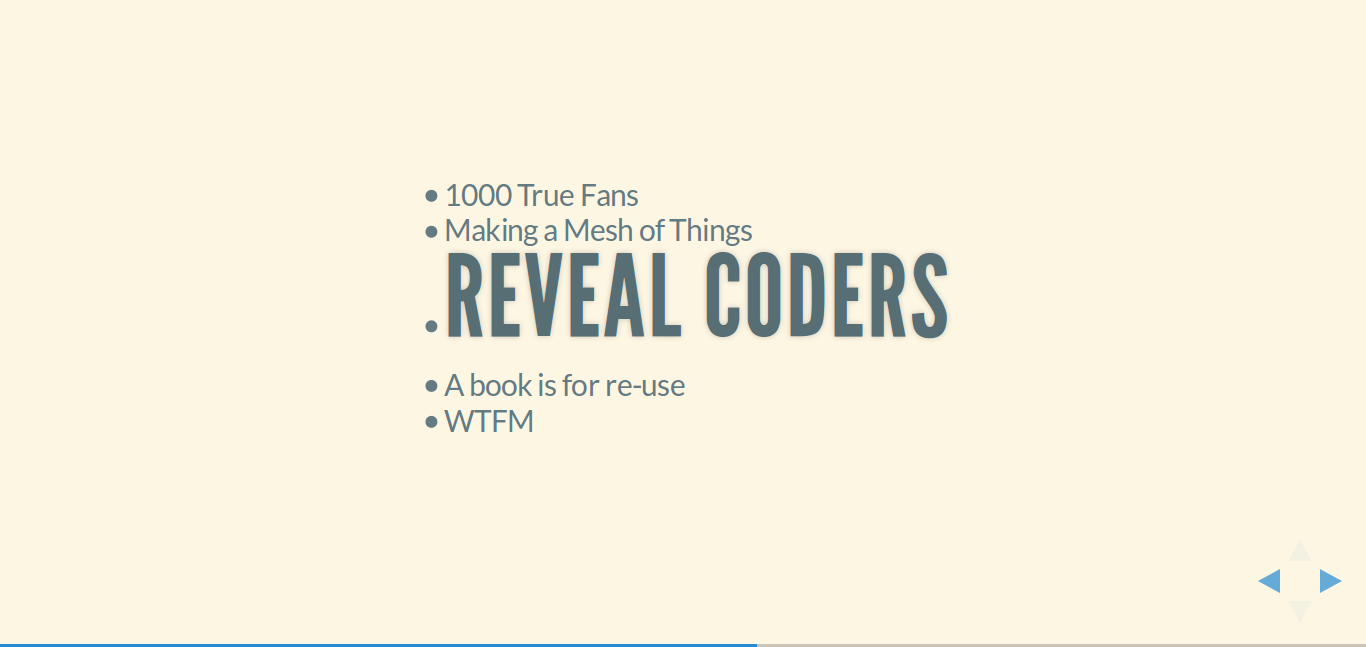 • 1000 True Fans
• Making a Mesh of Things
• REVEAL CODERS
• A book is for re-use
• WTFM